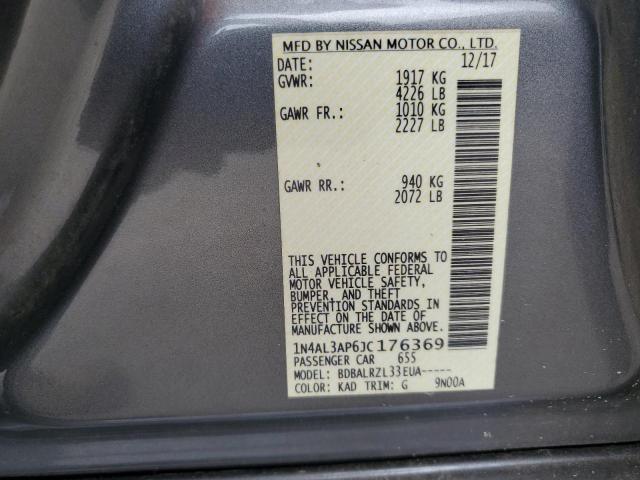 MFD BY NISSAN MOTOR CO., LTD.
DATE: 12/17
GVWR: 1917 KG
4226 LB
GAWR FR.: 1010 KG
2227 LB
GAWR RR.: 940 KG
2072 LB
THIS VEHICLE CONFORMS TO
ALL APPLICABLE FEDERAL
MOTOR VEHICLE SAFETY,
BUMPER, AND THEFT
PREVENTION STANDARDS IN
EFFECT ON THE DATE OF
MANUFACTURE SHOWN ABOVE.
1N4AL3AP6JC176369
PASSENGER CAR 655
MODEL: BDBALRZL33EUA-----
COLOR: KAD TRIM: G 9N00A